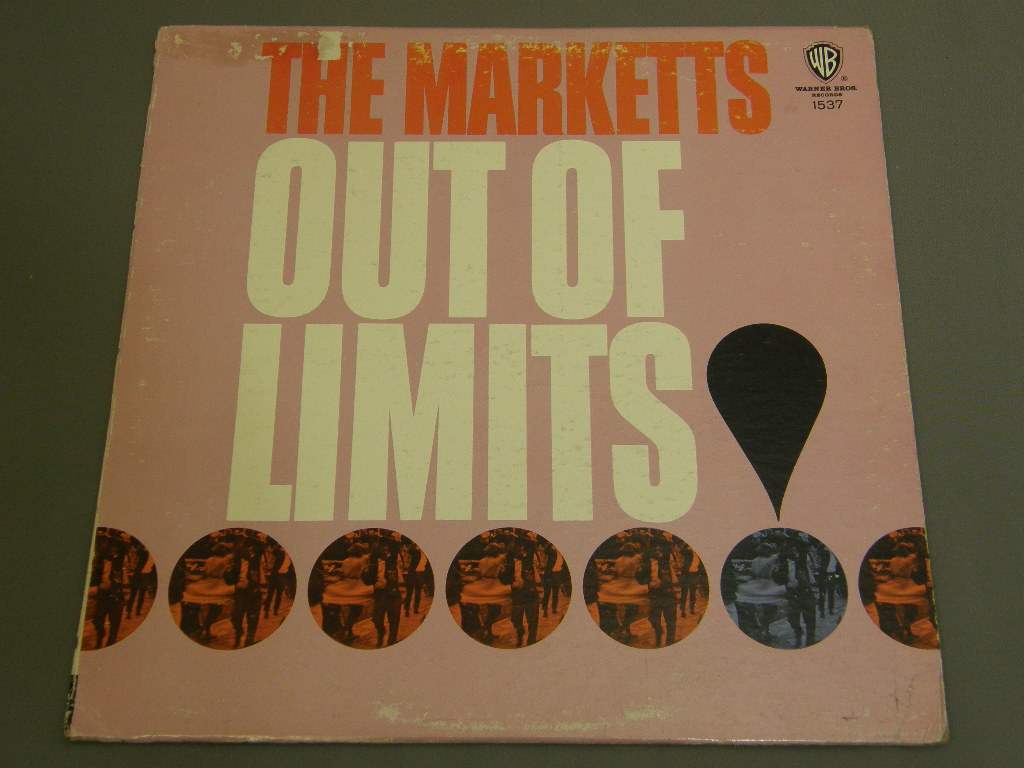 THE MARKETTS
WB
®
WARNER BROS.
RECORDS
1537
OUT OF
LIMITS!